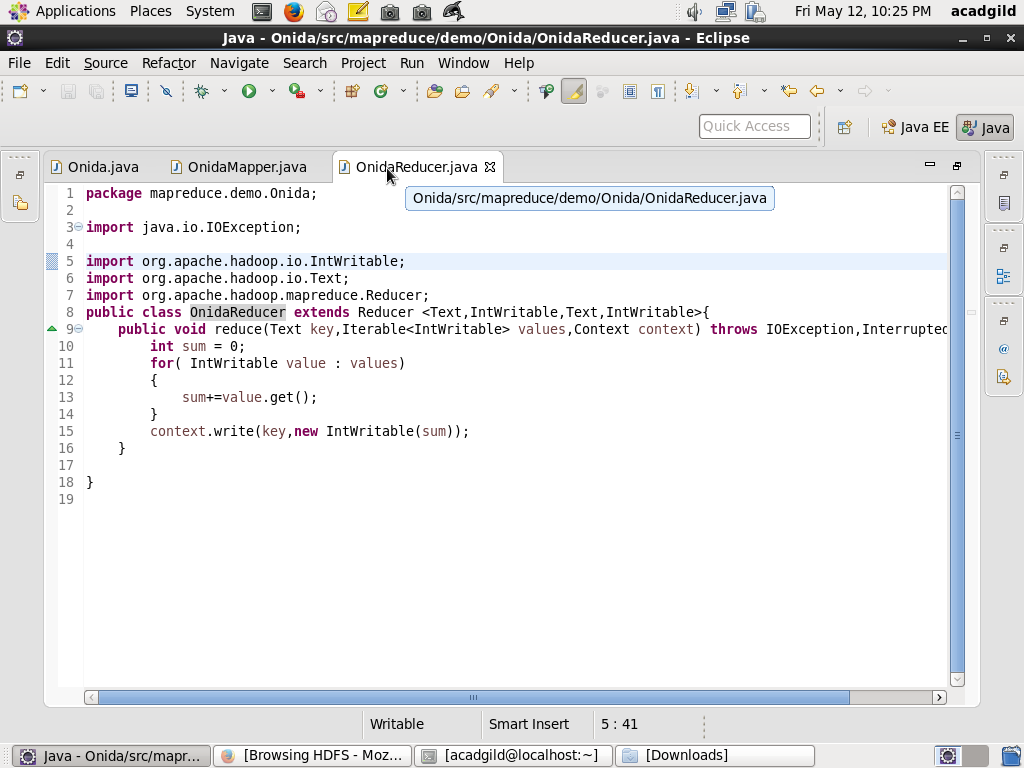 Applications Places System Fri May 12, 10:25 PM acadgild
Java - Onida/src/mapreduce/demo/Onida/OnidaReducer.java - Eclipse
File Edit Source Refactor Navigate Search Project Run Window Help
Quick Access Java EE Java
Onida.java OnidaMapper.java OnidaReducer.java
Onida/src/mapreduce/demo/Onida/OnidaReducer.java
1 package mapreduce.demo.Onida;
2
3 import java.io.IOException;
4
5 import org.apache.hadoop.io.IntWritable;
6 import org.apache.hadoop.io.Text;
7 import org.apache.hadoop.mapreduce.Reducer;
8 public class OnidaReducer extends Reducer <Text,IntWritable,Text,IntWritable>{
9 public void reduce(Text key,Iterable<IntWritable> values,Context context) throws IOException,Interrupted
10 int sum = 0;
11 for( IntWritable value : values)
12 {
13 sum+=value.get();
14 }
15 context.write(key,new IntWritable(sum));
16 }
17
18 }
19
Writable Smart Insert 5 : 41
Java - Onida/src/mapr... [Browsing HDFS - Moz... [acadgild@localhost:~] [Downloads]